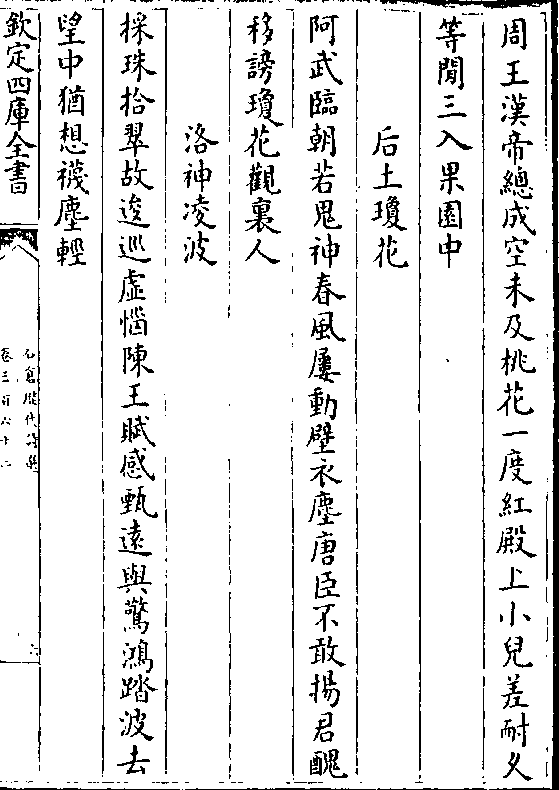 周王漢帝總成空未及桃花一度紅殿上小兒差耐久
等閒三入果園中
后土瓊花
阿武臨朝若鬼神春風屢動壁衣塵唐臣不敢揚君醜
移謗瓊花觀裏人
洛神凌波
採珠拾翠故逡巡虛惱陳王賦感甄遠與驚鴻踏波去
望中猶想襪塵輕
欽定四庫全書
石倉歷代詩選
卷三百六十二